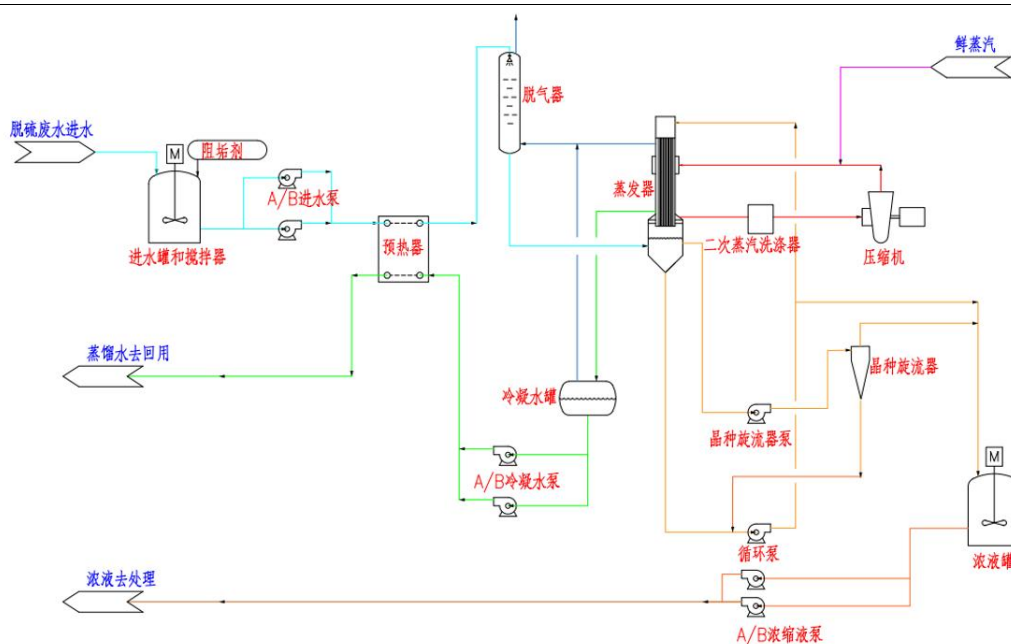 鲜蒸汽
脱气器
脱硫废水进水
M
阻垢剂
A/B进水泵
蒸发器
预热器
二次蒸汽洗涤器
压缩机
进水罐和搅拌器
蒸馏水去回用
晶种旋流器
冷凝水罐
晶种旋流器泵
M
A/B冷凝水泵
循环泵
浓液罐
浓液去处理
A/B浓缩液泵